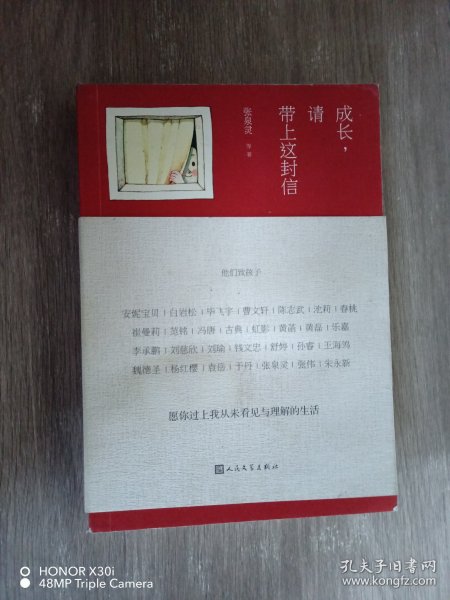 成长，
请
带上这封信
张泉灵 等著
他们致孩子
安妮宝贝|白岩松|毕飞宇|曹文轩|陈志武|池莉|春桃
崔曼莉|范铭|冯唐|古典|虹影|黄菡|黄磊|乐嘉
李承鹏|刘慈欣|刘瑜|钱文忠|舒婷|孙睿|王海鸰
魏德圣|杨红樱|袁岳|于丹|张泉灵|张伟|朱永新
愿你过上我从未看见与理解的生活
人民文学出版社
HONOR X30i
48MP Triple Camera
孔夫子旧书网
www.kongfz.com